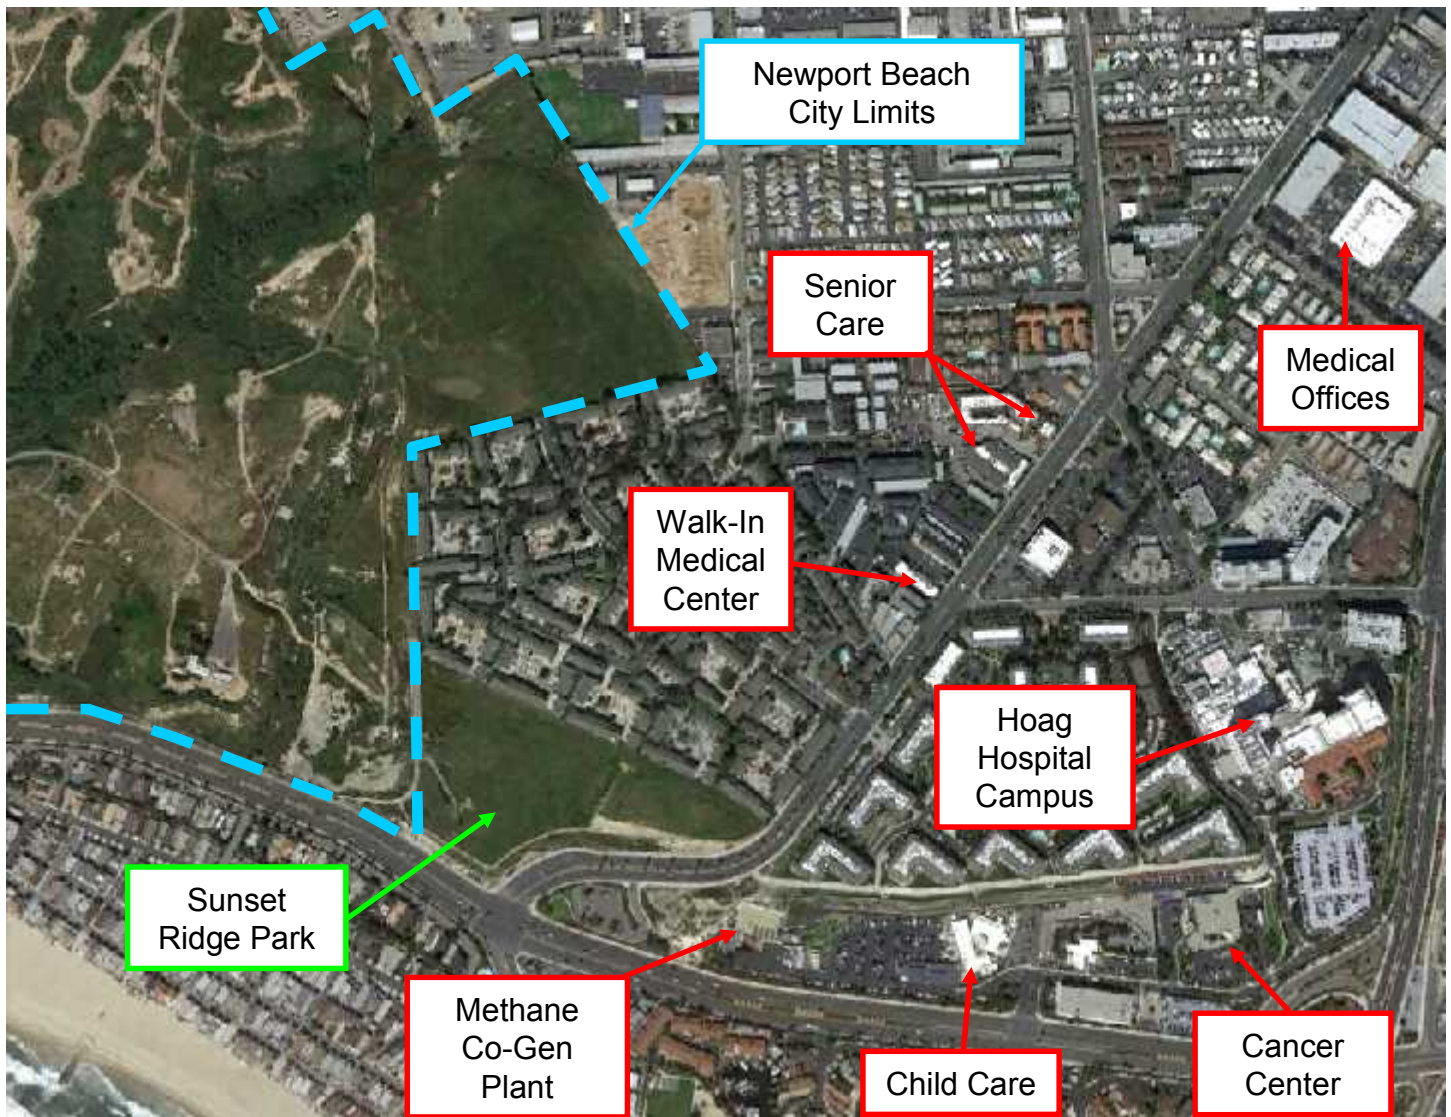 Newport Beach
City Limits
Senior
Care
Medical
Offices
Walk-In
Medical
Center
Hoag
Hospital
Campus
Sunset
Ridge Park
Methane
Co-Gen
Plant
Child Care
Cancer
Center